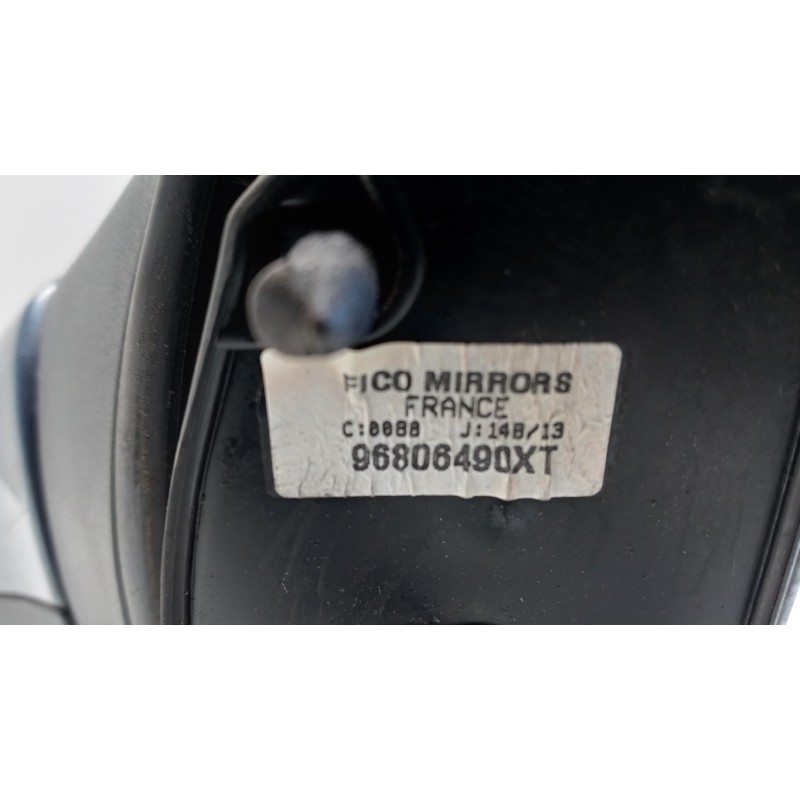 FICO MIRRORS
FRANCE
C:0088 J:148/13
96806490XT